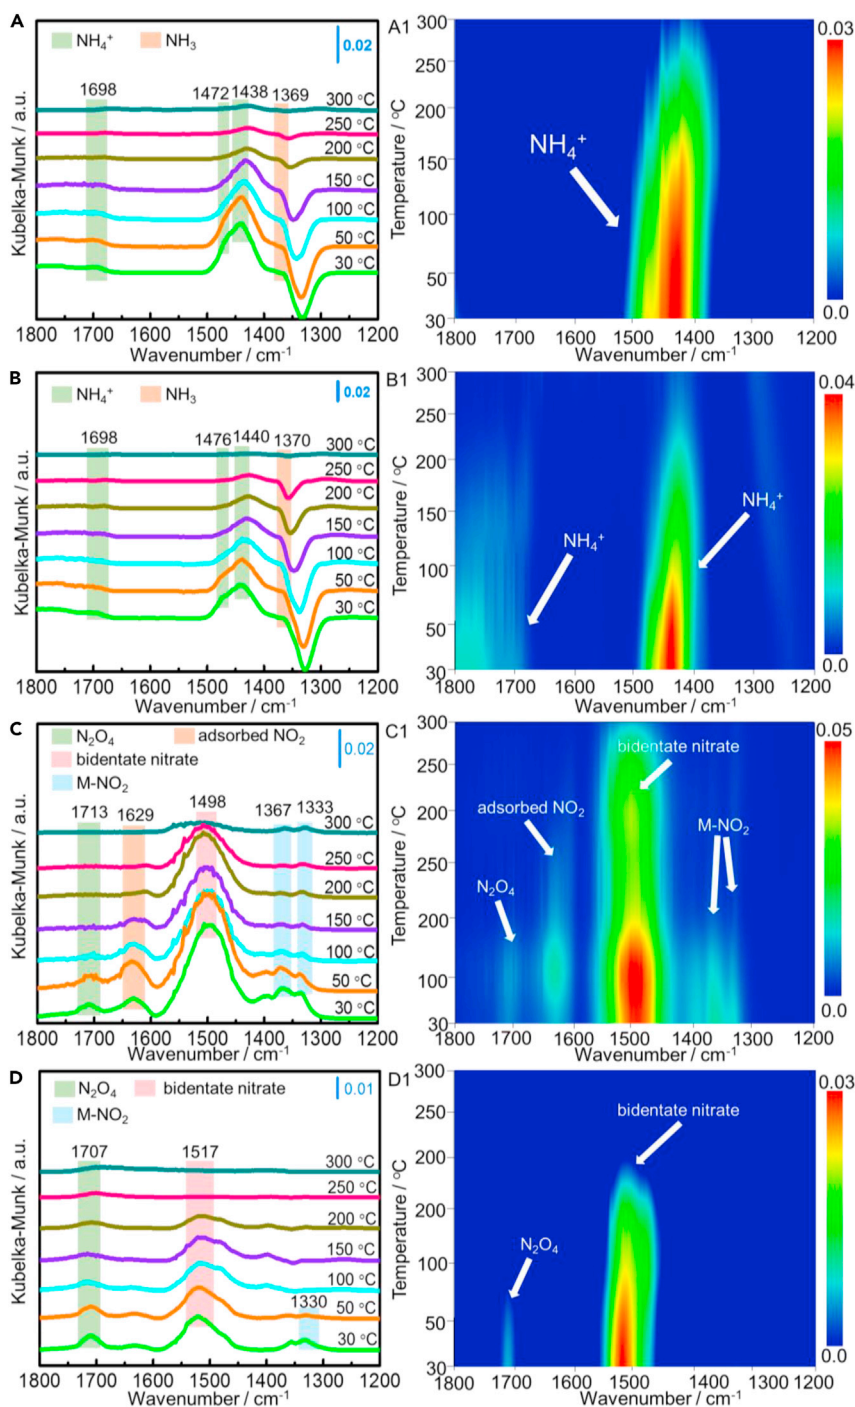 A
NH₄⁺ NH₃ 0.02
1698 1472 1438 1369
300 °C
250 °C
200 °C
150 °C
100 °C
50 °C
30 °C
Kubelka-Munk / a.u.
1800 1700 1600 1500 1400 1300 1200
Wavenumber / cm⁻¹
A1
300
250
200
150
100
50
30
Temperature / °C
NH₄⁺
0.03
0.0
1800 1700 1600 1500 1400 1300 1200
Wavenumber / cm⁻¹
B
NH₄⁺ NH₃ 0.02
1698 1476 1440 1370
300 °C
250 °C
200 °C
150 °C
100 °C
50 °C
30 °C
Kubelka-Munk / a.u.
1800 1700 1600 1500 1400 1300 1200
Wavenumber / cm⁻¹
B1
300
250
200
150
100
50
30
Temperature / °C
NH₄⁺
NH₄⁺
0.04
0.0
1800 1700 1600 1500 1400 1300 1200
Wavenumber / cm⁻¹
C
N₂O₄ adsorbed NO₂
bidentate nitrate
M-NO₂
0.02
1713 1629 1498 1367 1333
300 °C
250 °C
200 °C
150 °C
100 °C
50 °C
30 °C
Kubelka-Munk / a.u.
1800 1700 1600 1500 1400 1300 1200
Wavenumber / cm⁻¹
C1
300
250
200
250
200
100
30
Temperature / °C
bidentate nitrate
adsorbed NO₂
M-NO₂
N₂O₄
0.05
0.0
1800 1700 1600 1500 1400 1300 1200
Wavenumber / cm⁻¹
D
N₂O₄ bidentate nitrate 0.01
M-NO₂
1707 1517
300 °C
250 °C
200 °C
150 °C
100 °C
1330
50 °C
30 °C
Kubelka-Munk / a.u.
1800 1700 1600 1500 1400 1300 1200
Wavenumber / cm⁻¹
D1
300
250
200
200
100
50
30
Temperature / °C
bidentate nitrate
N₂O₄
0.03
0.0
1800 1700 1600 1500 1400 1300 1200
Wavenumber / cm⁻¹